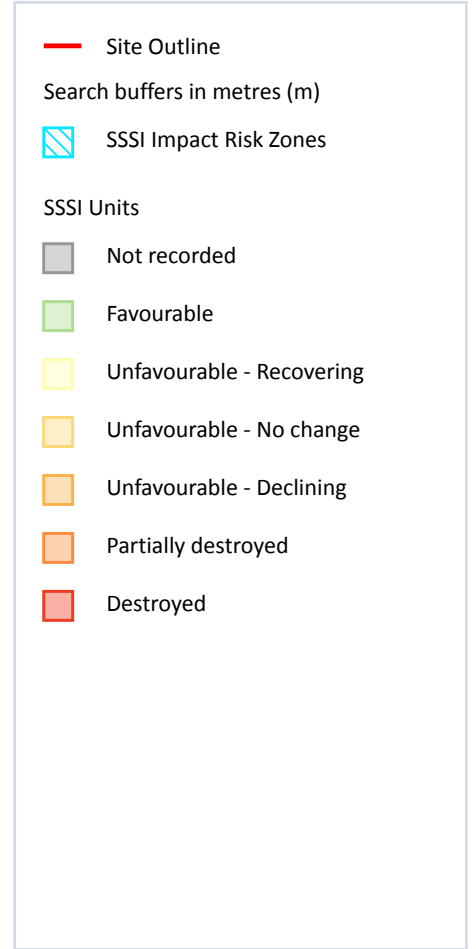 Site Outline
Search buffers in metres (m)
SSSI Impact Risk Zones
SSSI Units
Not recorded
Favourable
Unfavourable - Recovering
Unfavourable - No change
Unfavourable - Declining
Partially destroyed
Destroyed